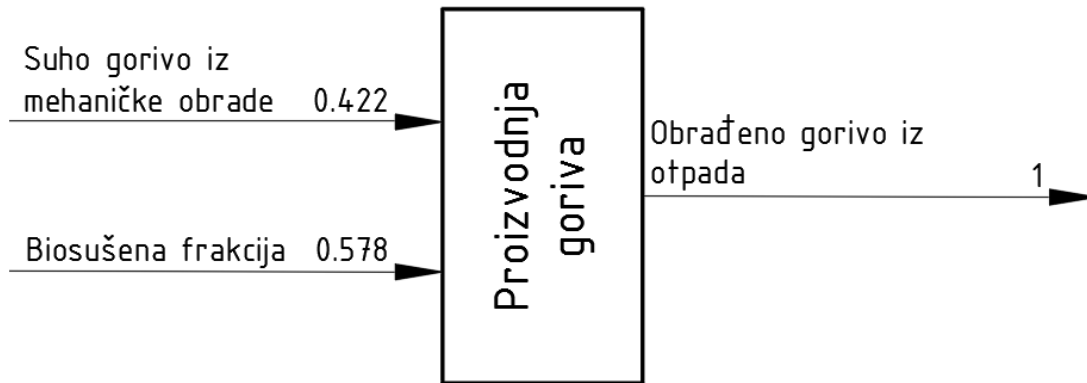 Suho gorivo iz
mehaničke obrade 0.422
Biosušena frakcija 0.578
Proizvodnja
goriva
Obrađeno gorivo iz
otpada 1